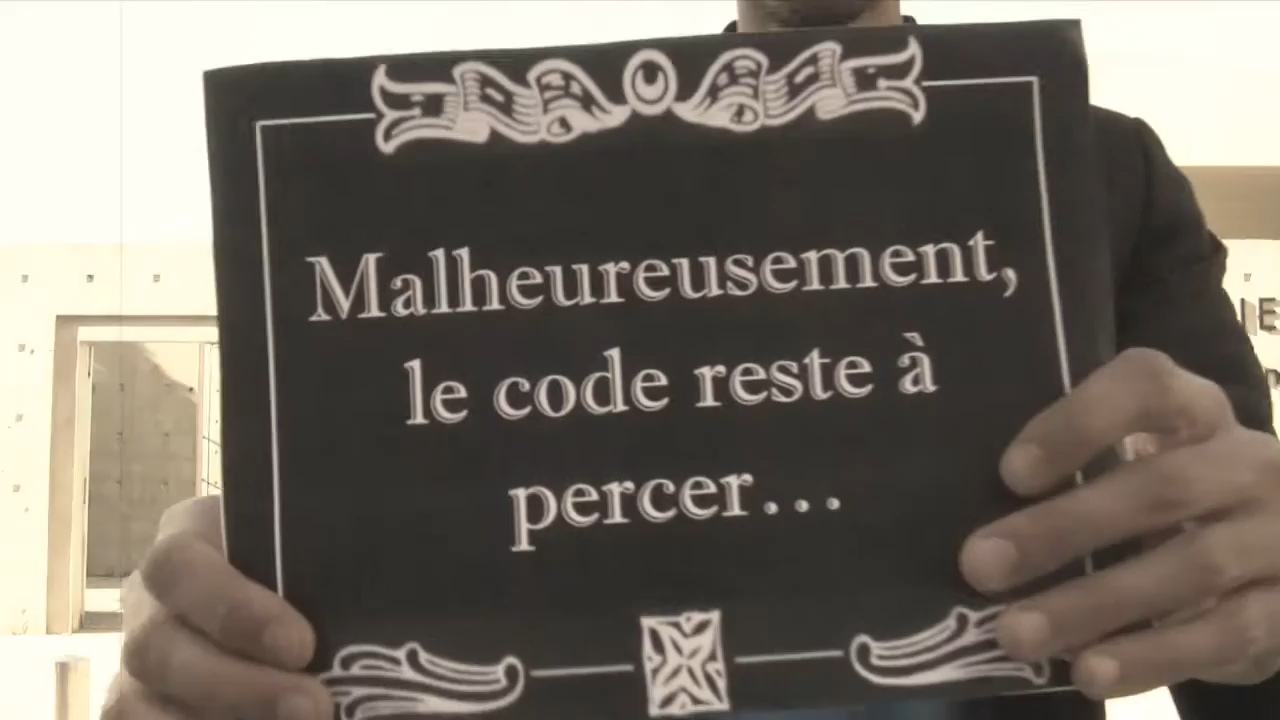 Malheureusement,
le code reste à
percer...